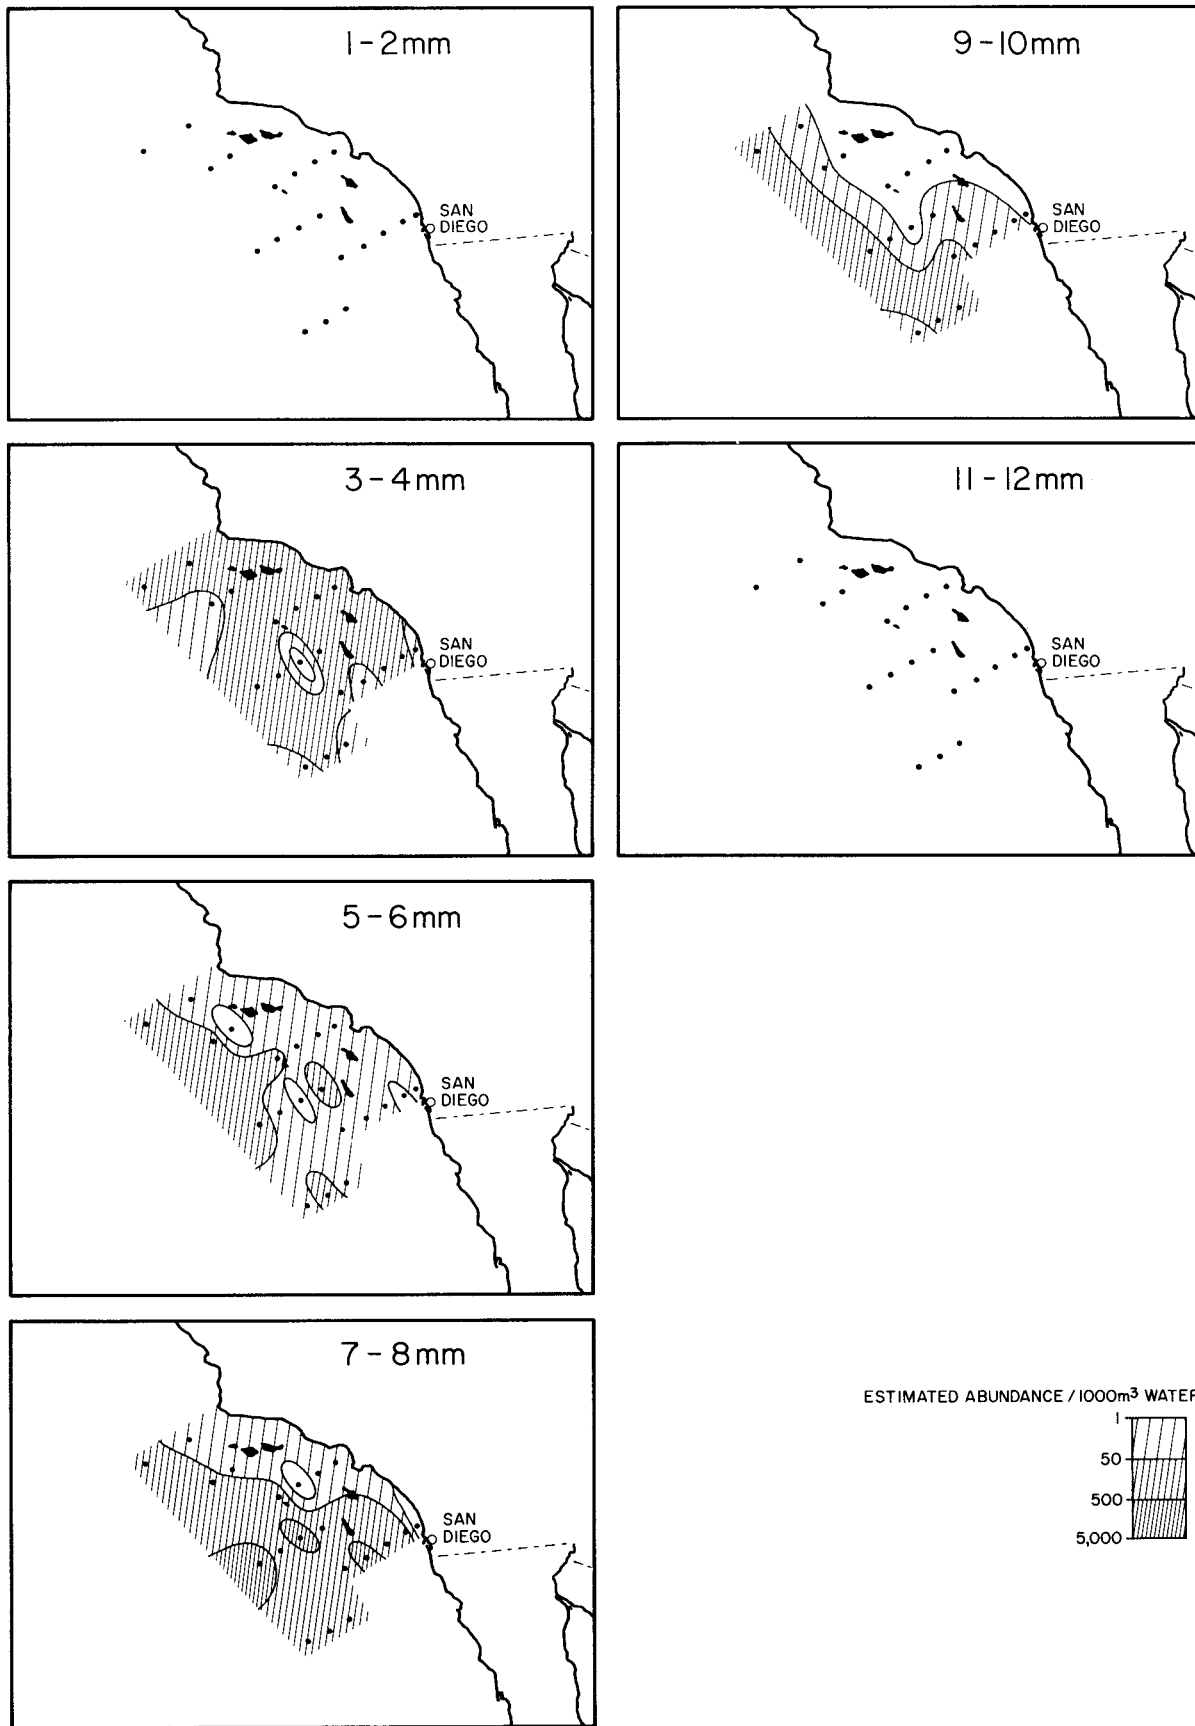 1-2mm
SAN
DIEGO
9-10mm
SAN
DIEGO
3-4mm
SAN
DIEGO
11-12mm
SAN
DIEGO
5-6mm
SAN
DIEGO
7-8mm
SAN
DIEGO
ESTIMATED ABUNDANCE/1000m³ WATER
1
50
500
5,000